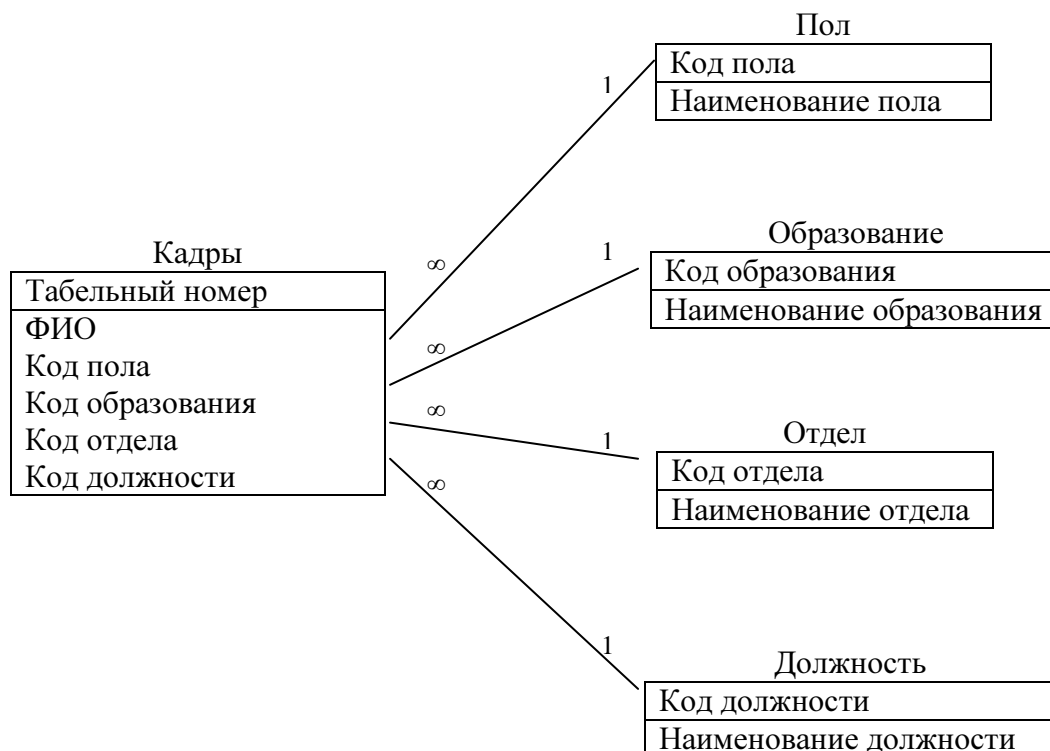 Пол
Код пола
Наименование пола
1
Кадры
Табельный номер
ФИО
Код пола
Код образования
Код отдела
Код должности
∞
∞
∞
∞
1
Образование
Код образования
Наименование образования
1
Отдел
Код отдела
Наименование отдела
1
Должность
Код должности
Наименование должности